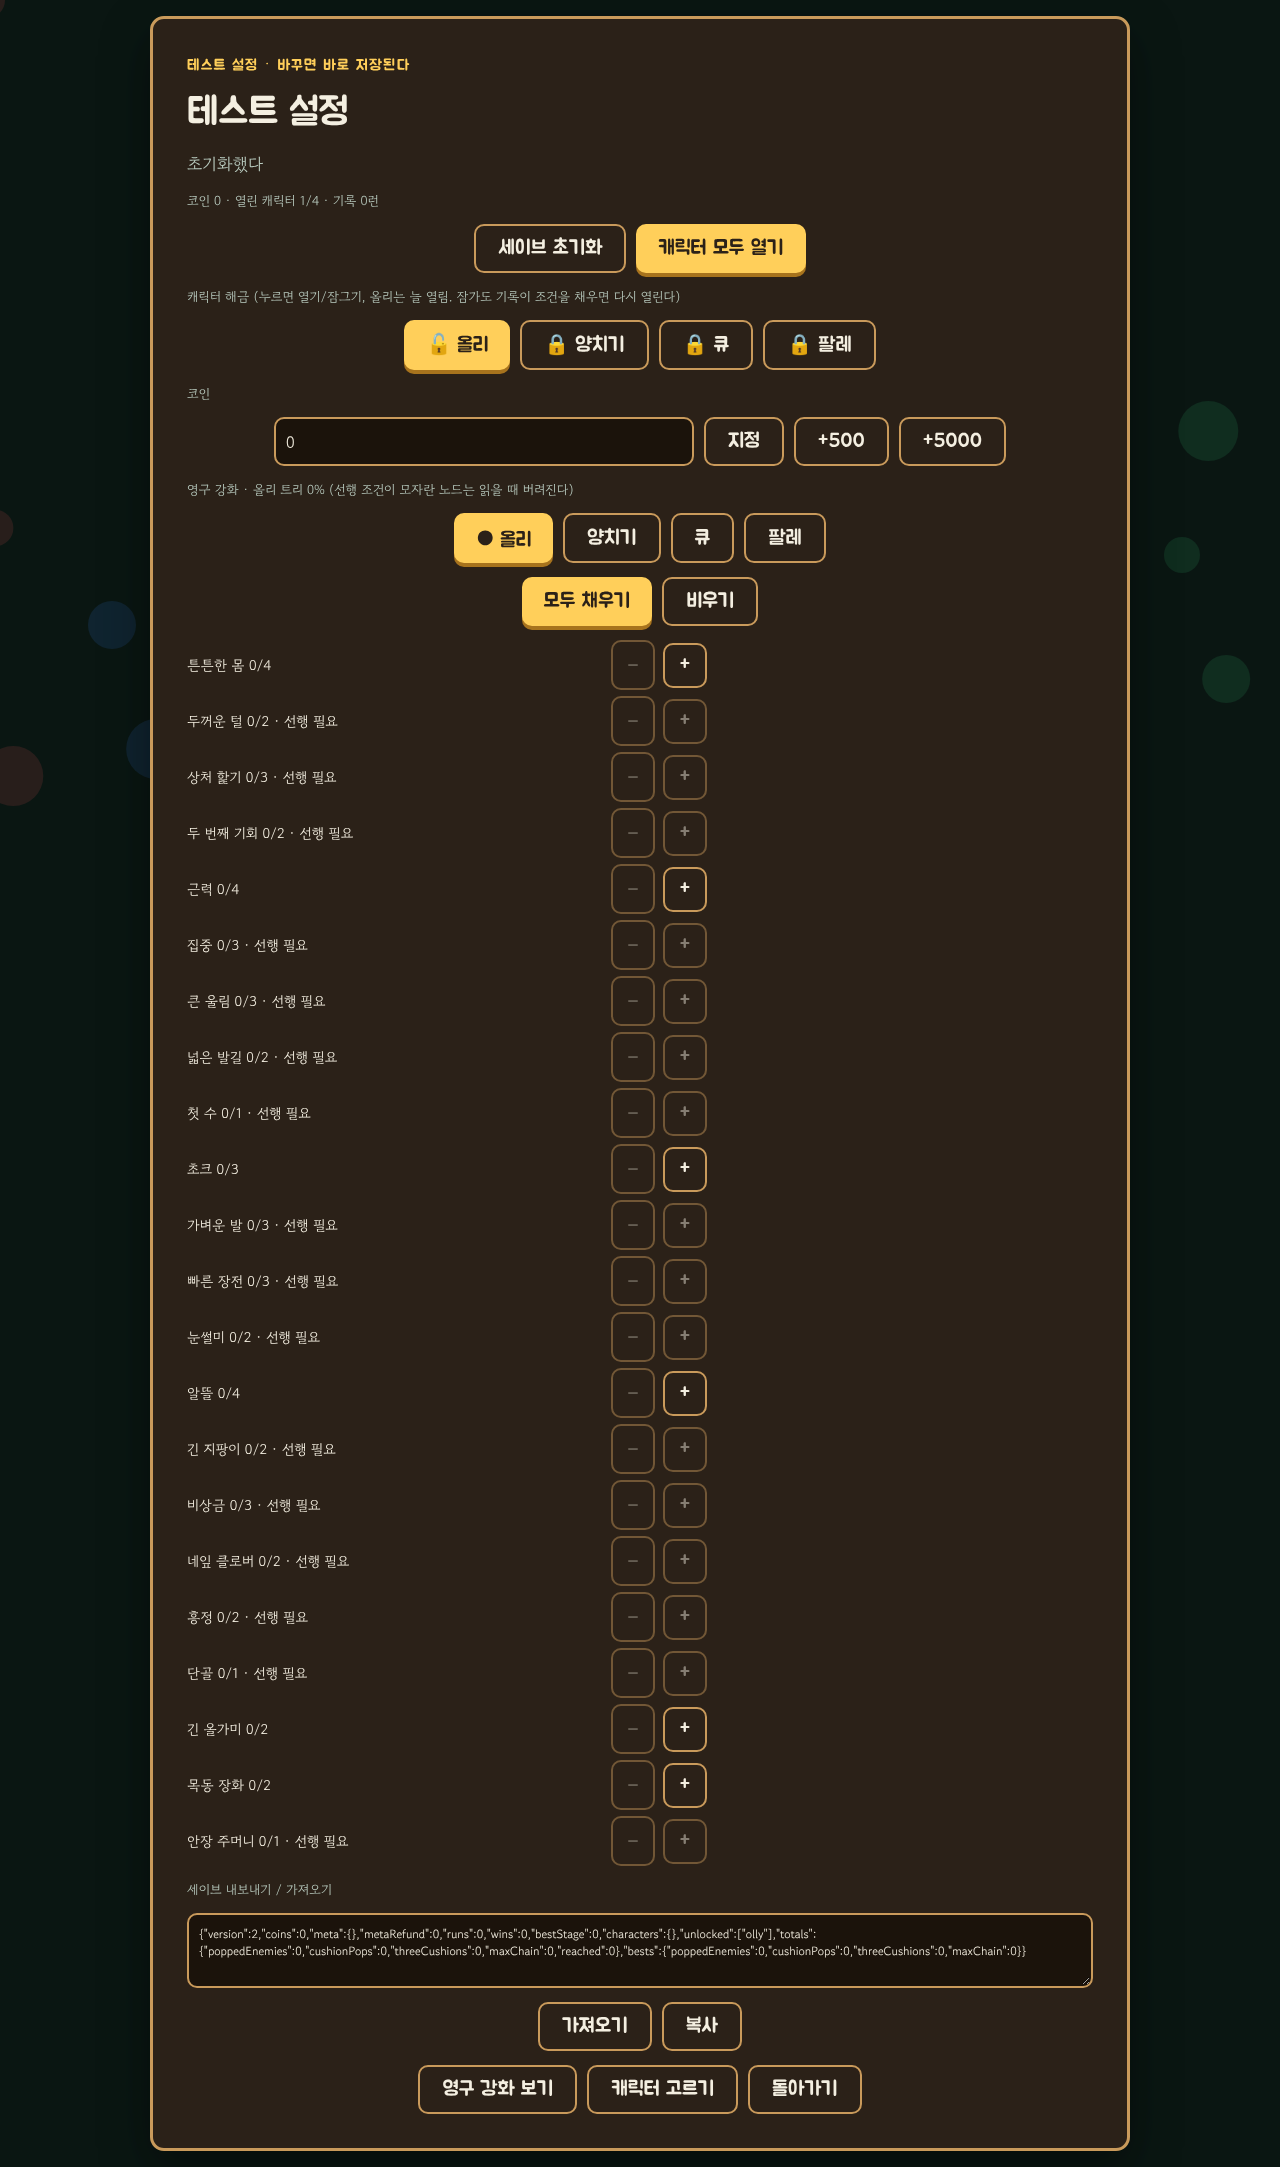 테스트 설정 · 바꾸면 바로 저장된다
테스트 설정
초기화했다
코인 0 · 열린 캐릭터 1/4 · 기록 0런
세이브 초기화 캐릭터 모두 열기
캐릭터 해금 (누르면 열기/잠그기, 올리는 늘 열림. 잠가도 기록이 조건을 채우면 다시 열린다)
🔓 올리 🔒 양치기 🔒 큐 🔒 팔레
코인
0 지정 +500 +5000
영구 강화 · 올리 트리 0% (선행 조건이 모자란 노드는 읽을 때 버려진다)
● 올리 양치기 큐 팔레
모두 채우기 비우기
튼튼한 몸 0/4 − +
두꺼운 털 0/2 · 선행 필요 − +
상처 핥기 0/3 · 선행 필요 − +
두 번째 기회 0/2 · 선행 필요 − +
근력 0/4 − +
집중 0/3 · 선행 필요 − +
큰 울림 0/3 · 선행 필요 − +
넓은 발길 0/2 · 선행 필요 − +
첫 수 0/1 · 선행 필요 − +
초크 0/3 − +
가벼운 발 0/3 · 선행 필요 − +
빠른 장전 0/3 · 선행 필요 − +
눈썰미 0/2 · 선행 필요 − +
알뜰 0/4 − +
긴 지팡이 0/2 · 선행 필요 − +
비상금 0/3 · 선행 필요 − +
네잎 클로버 0/2 · 선행 필요 − +
흥정 0/2 · 선행 필요 − +
단골 0/1 · 선행 필요 − +
긴 올가미 0/2 − +
목동 장화 0/2 − +
안장 주머니 0/1 · 선행 필요 − +
세이브 내보내기 / 가져오기
{"version":2,"coins":0,"meta":{},"metaRefund":0,"runs":0,"wins":0,"bestStage":0,"characters":{},"unlocked":["olly"],"totals":
{"poppedEnemies":0,"cushionPops":0,"threeCushions":0,"maxChain":0,"reached":0},"bests":{"poppedEnemies":0,"cushionPops":0,"threeCushions":0,"maxChain":0}}
가져오기 복사
영구 강화 보기 캐릭터 고르기 돌아가기